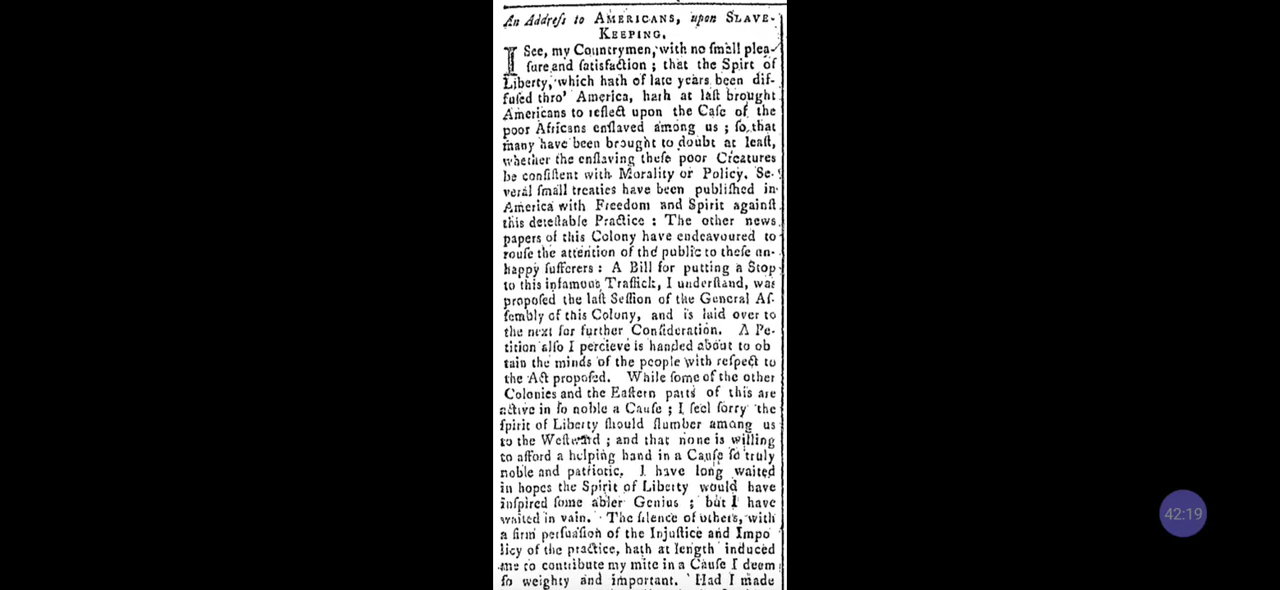 An Addreſs to AMERICANS, upon SLAVE-
KEEPING.
I See, my Countrymen, with no ſmall plea-
ſure and ſatisfaction ; that the Spirt of
Liberty, which hath of late years been dif-
fuſed thro' America, hath at laſt brought
Americans to reflect upon the Caſe of the
poor Africans enſlaved among us ; ſo that
many have been brought to doubt at leaſt,
whether the enſlaving theſe poor Creatures
be conſiſtent with Morality or Policy. Se-
veral ſmall treaties have been publiſhed in
America with Freedom and Spirit againſt
this deteſtable Practice : The other news
papers of this Colony have endeavoured to
rouſe the attention of the public to theſe un-
happy ſufferers : A Bill for putting a Stop
to this infamous Traffick, I underſtand, was
propoſed the laſt Seſſion of the General Aſ-
ſembly of this Colony, and is laid over to
the next for further Conſideration. A Pe-
tition alſo I percieve is handed about to ob
tain the minds of the people with reſpect to
the Act propoſed. While ſome of the other
Colonies and the Eaſtern parts of this are
active in ſo noble a Cauſe ; I feel ſorry the
ſpirit of Liberty ſhould ſlumber among us
to the Weſtward ; and that none is willing
to afford a helping hand in a Cauſe ſo truly
noble and patriotic. I have long waited
in hopes the Spirit of Liberty would have
inſpired ſome abler Genius ; but I have
waited in vain. The ſilence of others, with
a firm perſuaſion of the Injuſtice and Impo
licy of the practice, hath at length induced
me to contribute my mite in a Cauſe I deem
ſo weighty and important. Had I made
42:19